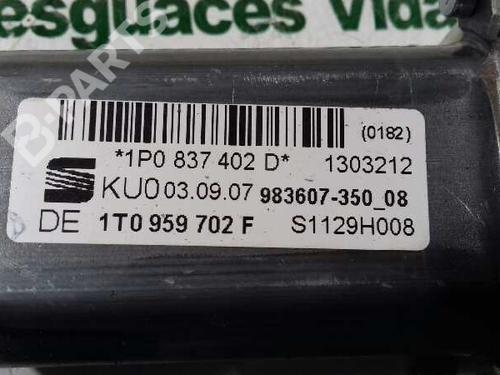 esguaces Vida
B-PARTS
(0182)
*1P0 837 402 D* 1303212
KU0 03.09.07 983607-350_08
DE 1T0 959 702 F S1129H008